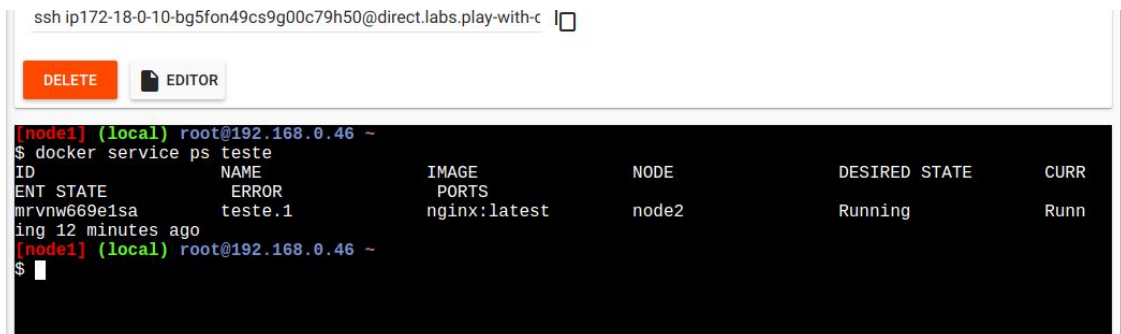 ssh ip172-18-0-10-bg5fon49cs9g00c79h50@direct.labs.play-with-
DELETE EDITOR
[node1] (local) root@192.168.0.46 ~
$ docker service ps teste
ID NAME IMAGE NODE DESIRED STATE CURR
ENT STATE ERROR PORTS
mrvnw669e1sa teste.1 nginx:latest node2 Running Runn
ing 12 minutes ago
[node1] (local) root@192.168.0.46 ~
$